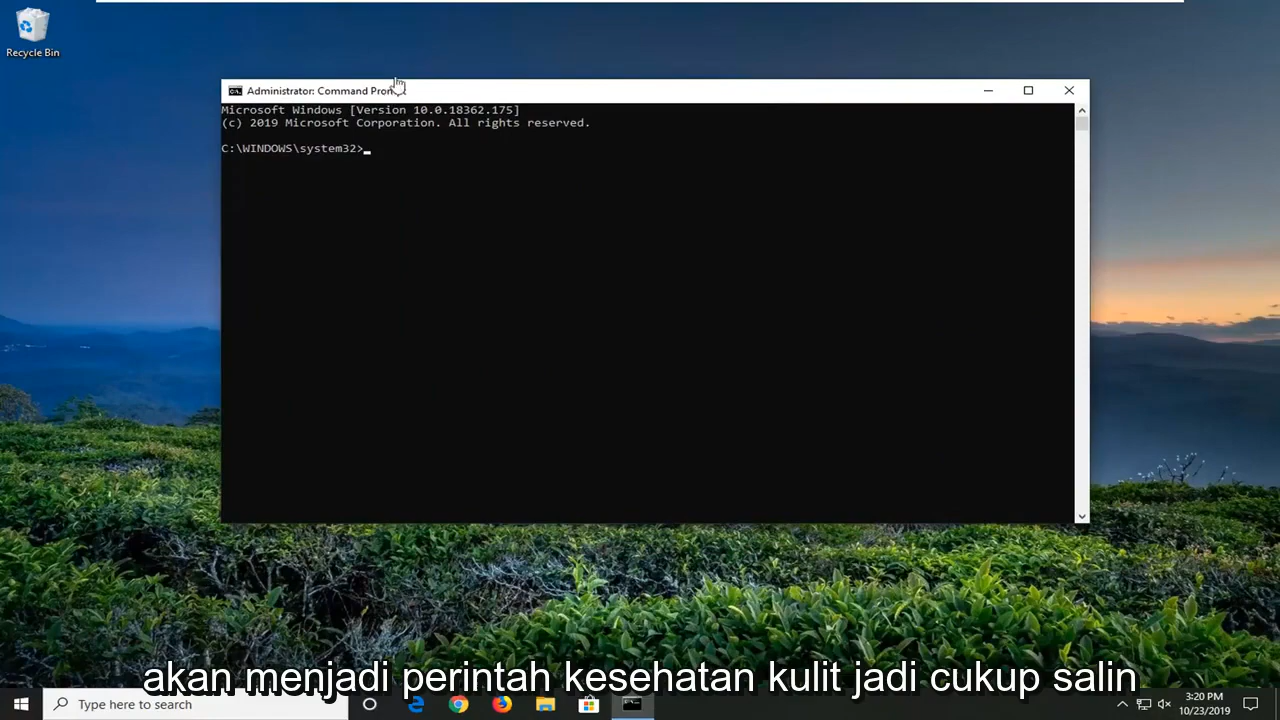 Recycle Bin
Administrator: Command Prom
Microsoft Windows [Version 10.0.18362.175]
(c) 2019 Microsoft Corporation. All rights reserved.
C:\WINDOWS\system32>
akan menjadi perintah kesehatan kulit jadi cukup salin
Type here to search
3:20 PM
10/23/2019